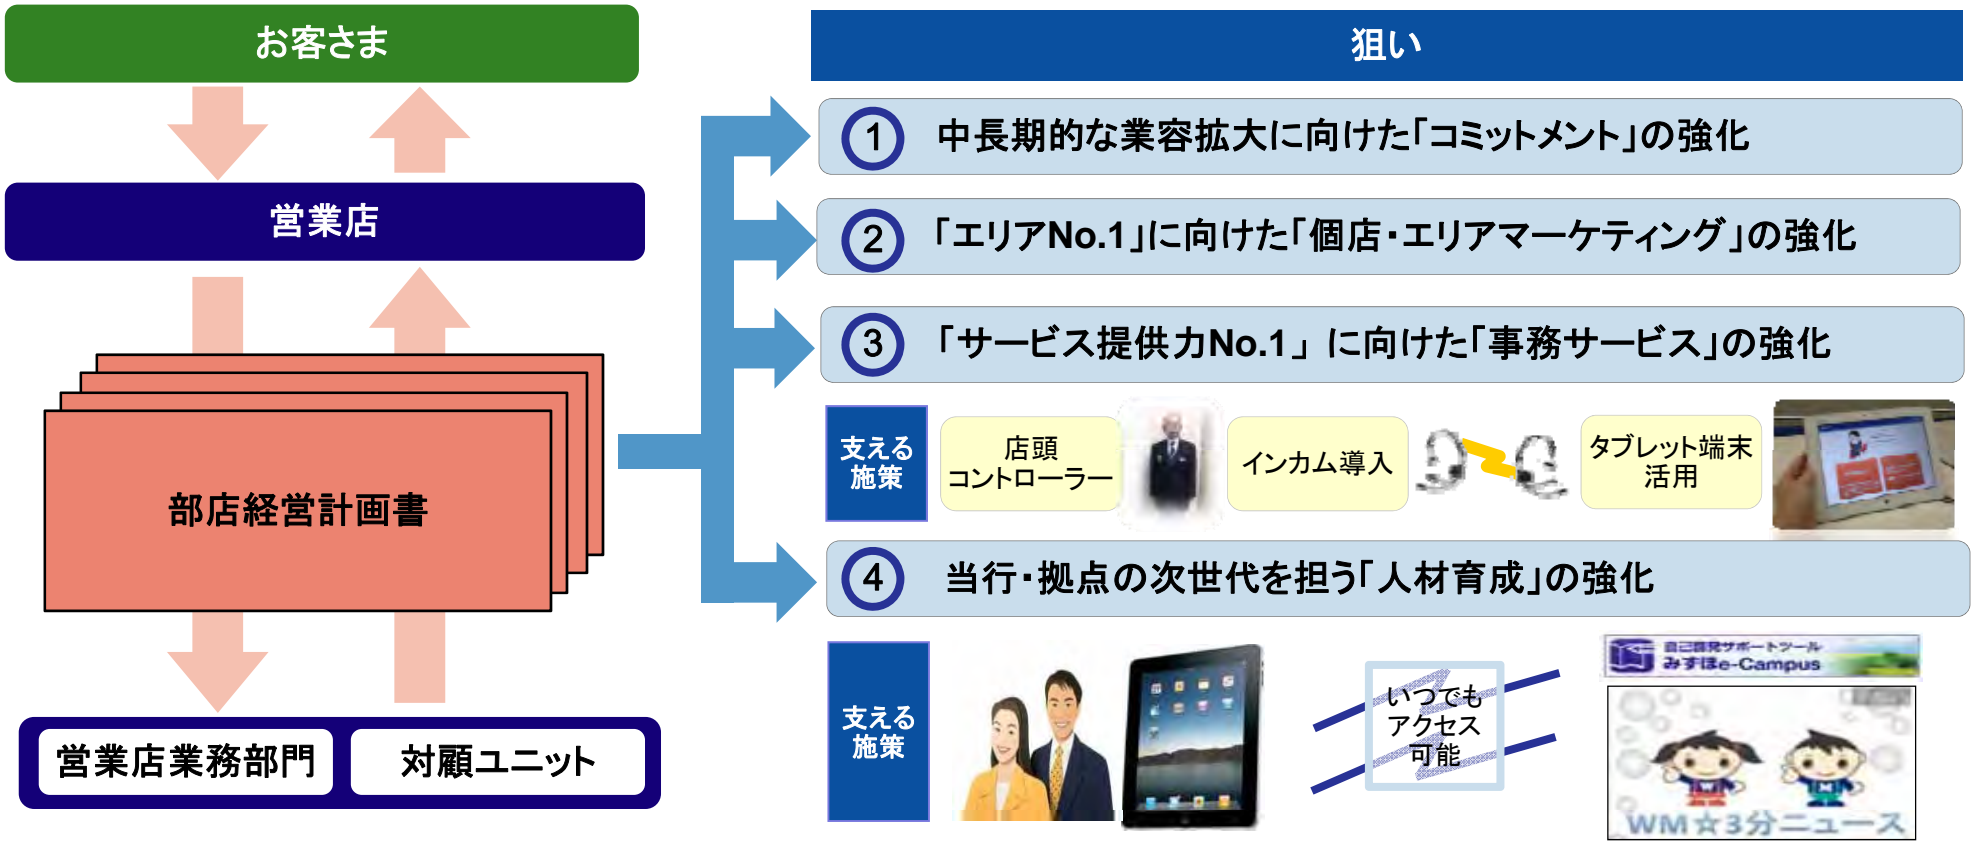 お客さま
営業店
部店経営計画書
営業店業務部門
対顧ユニット
狙い
1 中長期的な業容拡大に向けた「コミットメント」の強化
2 「エリアNo.1」に向けた「個店・エリアマーケティング」の強化
3 「サービス提供力No.1」 に向けた「事務サービス」の強化
支える
施策
店頭
コントローラー
インカム導入
タブレット端末
活用
4 当行・拠点の次世代を担う「人材育成」の強化
支える
施策
いつでも
アクセス
可能
自己啓発サポートツール
みずほe-Campus
WM☆3分ニュース